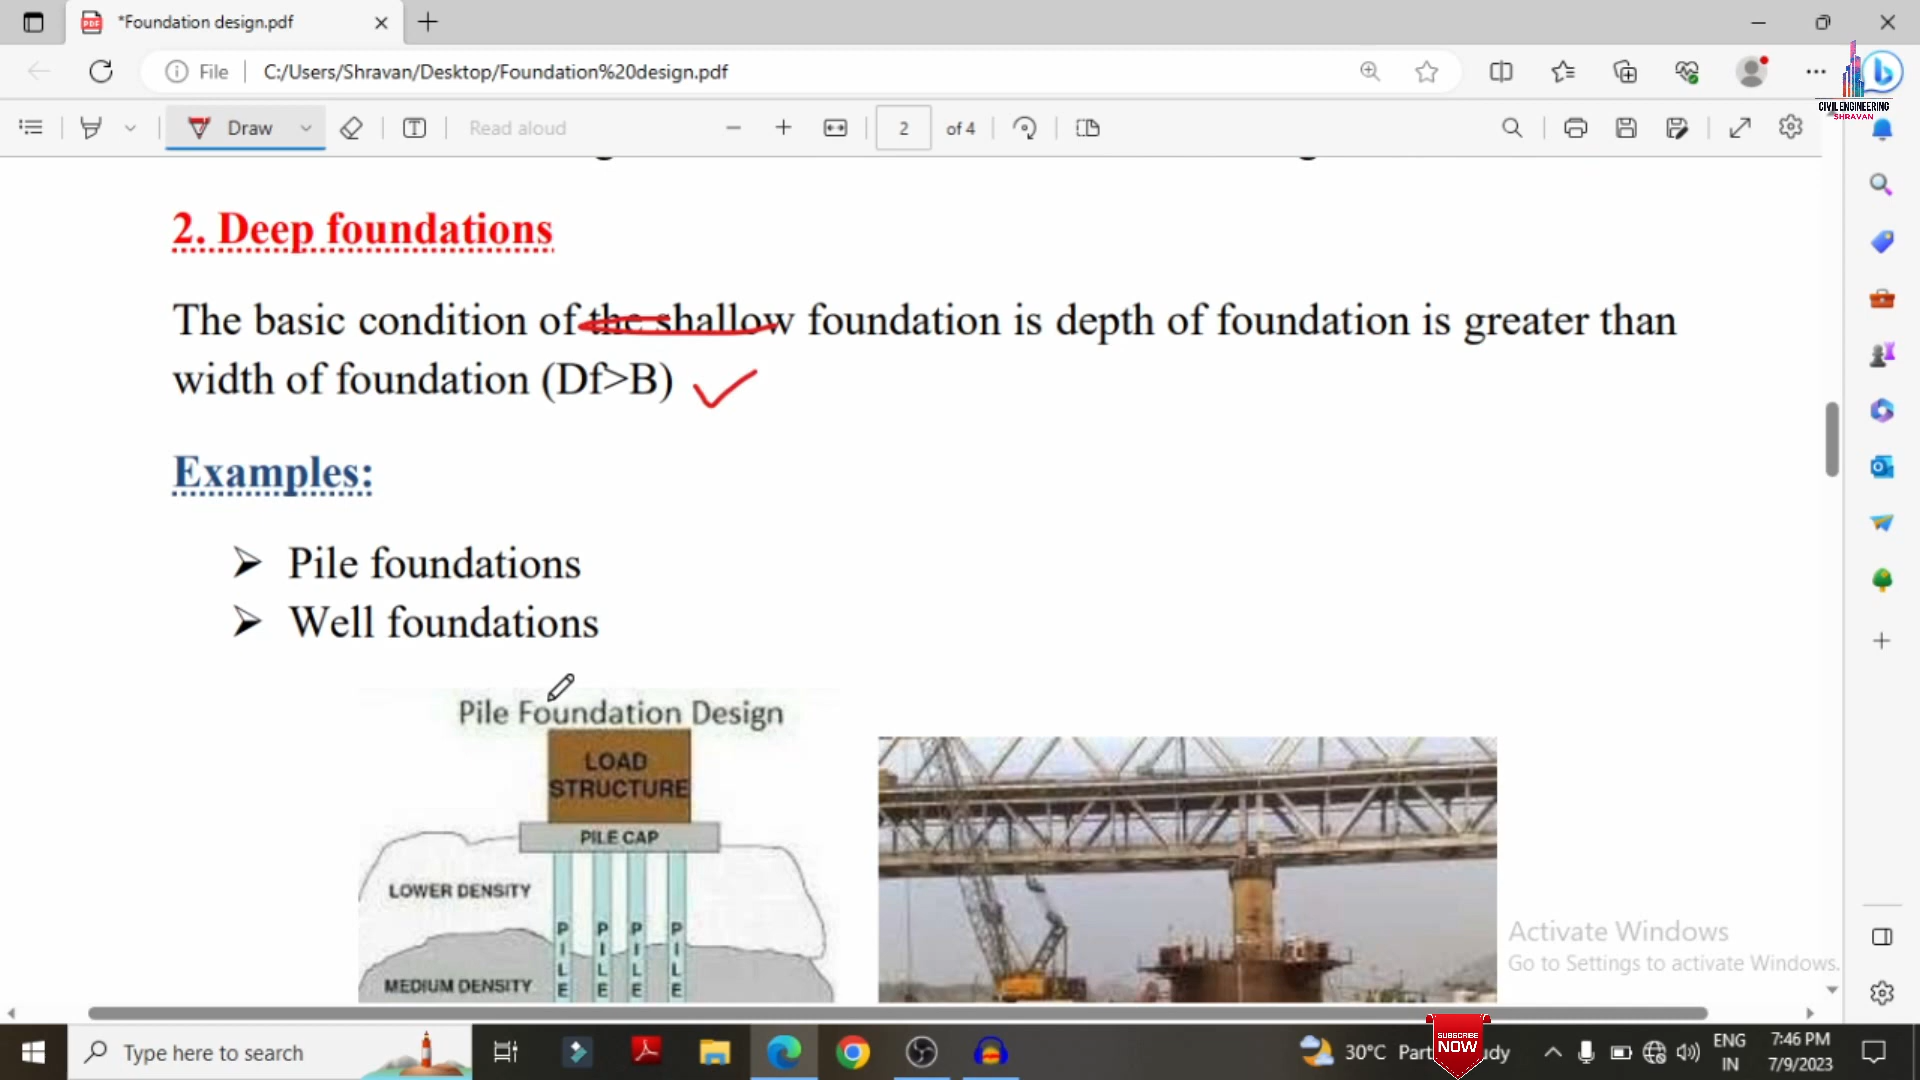 *Foundation design.pdf
File
C:/Users/Shravan/Desktop/Foundation%20design.pdf
CIVIL ENGINEERING
SHRAVAN
Draw
Read aloud
2
of 4
2. Deep foundations
The basic condition of the shallow foundation is depth of foundation is greater than
width of foundation (Df>B)
Examples:
Pile foundations
Well foundations
Pile Foundation Design
LOAD
STRUCTURE
PILE CAP
LOWER DENSITY
PILE PILE PILE PILE
MEDIUM DENSITY
Activate Windows
Go to Settings to activate Windows.
Type here to search
30°C
SUBSCRIBE
NOW
ENG
IN
7:46 PM
7/9/2023